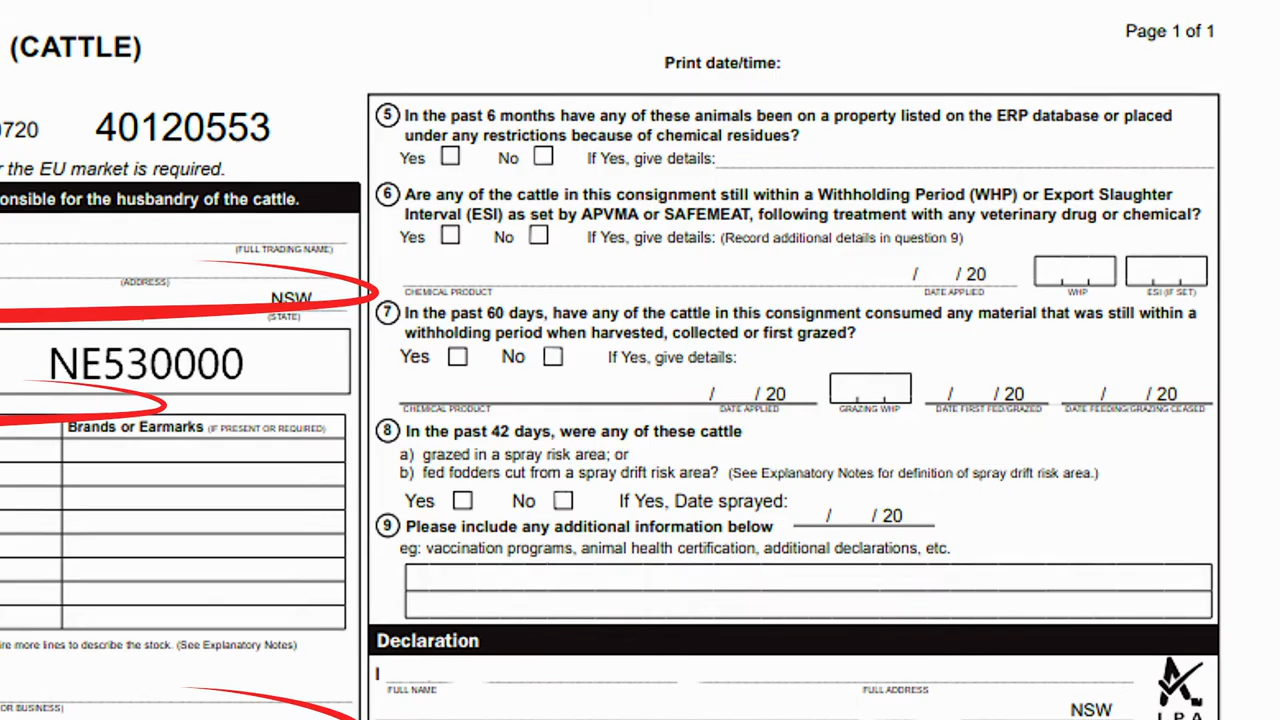 Page 1 of 1
(CATTLE)
Print date/time:
0720 40120553
r the EU market is required.
onsible for the husbandry of the cattle.
(FULL TRADING NAME)
(ADDRESS)
NSW
(STATE)
NE530000
Brands or Earmarks (IF PRESENT OR REQUIRED)
ire more lines to describe the stock. (See Explanatory Notes)
OR BUSINESS)
5 In the past 6 months have any of these animals been on a property listed on the ERP database or placed
under any restrictions because of chemical residues?
Yes No If Yes, give details:
6 Are any of the cattle in this consignment still within a Withholding Period (WHP) or Export Slaughter
Interval (ESI) as set by APVMA or SAFEMEAT, following treatment with any veterinary drug or chemical?
Yes No If Yes, give details: (Record additional details in question 9)
/ / 20
CHEMICAL PRODUCT DATE APPLIED WHP ESI (IF SET)
7 In the past 60 days, have any of the cattle in this consignment consumed any material that was still within a
withholding period when harvested, collected or first grazed?
Yes No If Yes, give details:
/ / 20 / / 20 / / 20
CHEMICAL PRODUCT DATE APPLIED GRAZING WHP DATE FIRST FED/GRAZED DATE FEEDING/GRAZING CEASED
8 In the past 42 days, were any of these cattle
a) grazed in a spray risk area; or
b) fed fodders cut from a spray drift risk area? (See Explanatory Notes for definition of spray drift risk area.)
Yes No If Yes, Date sprayed:
/ / 20
9 Please include any additional information below
eg: vaccination programs, animal health certification, additional declarations, etc.
Declaration
I
FULL NAME FULL ADDRESS
NSW
LPA